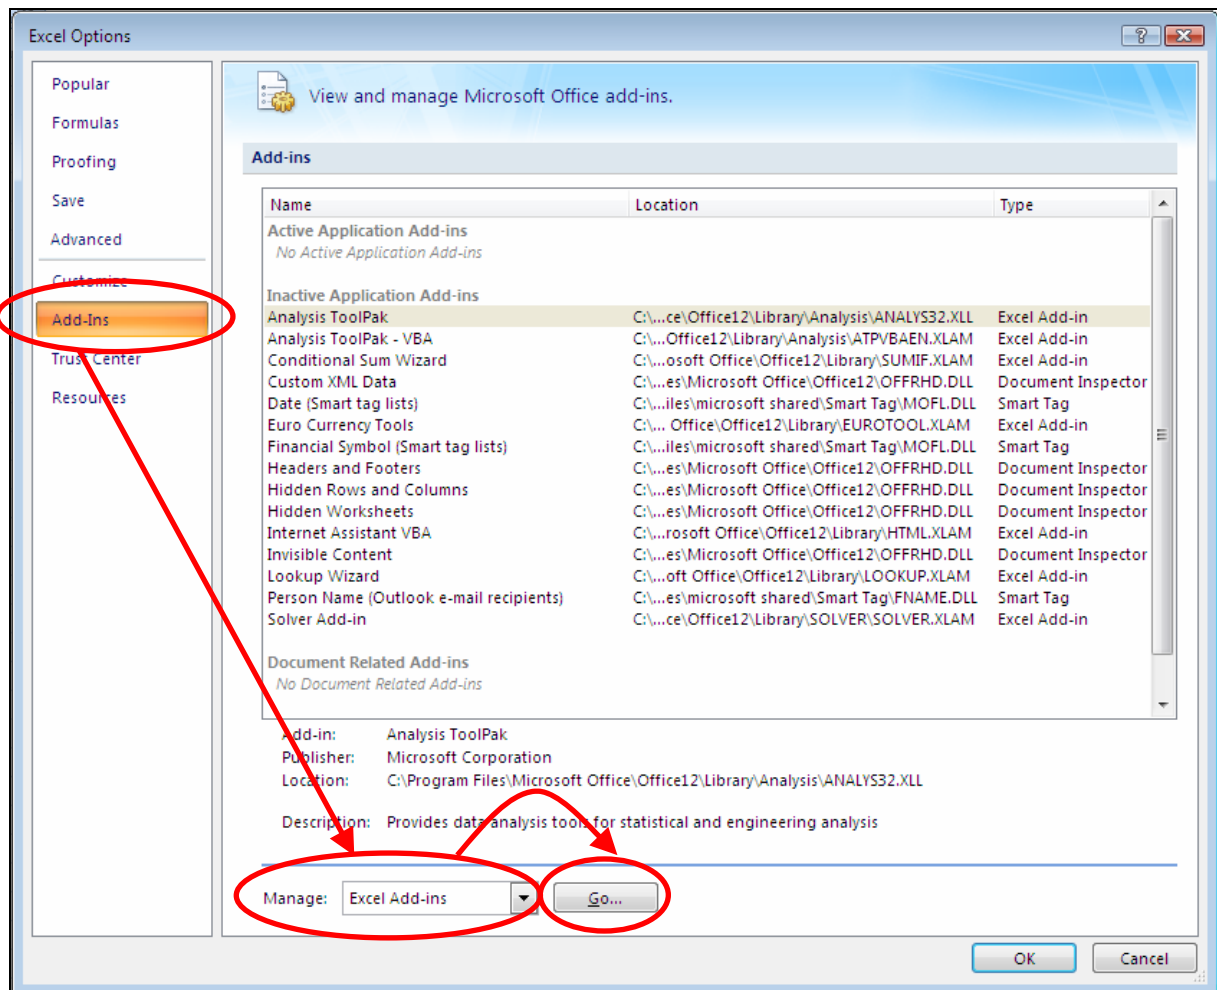 Excel Options
Popular
Formulas
Proofing
Save
Advanced
Customize
Add-Ins
Trust Center
Resources
View and manage Microsoft Office add-ins.
Add-ins
Name Location Type
Active Application Add-ins
No Active Application Add-ins
Inactive Application Add-ins
Analysis ToolPak C:\...ce\Office12\Library\Analysis\ANALYS32.XLL Excel Add-in
Analysis ToolPak - VBA C:\...Office12\Library\Analysis\ATPVBAEN.XLAM Excel Add-in
Conditional Sum Wizard C:\...osoft Office\Office12\Library\SUMIF.XLAM Excel Add-in
Custom XML Data C:\...es\Microsoft Office\Office12\OFFRHD.DLL Document Inspector
Date (Smart tag lists) C:\...iles\microsoft shared\Smart Tag\MOFL.DLL Smart Tag
Euro Currency Tools C:\... Office\Office12\Library\EUROTOOL.XLAM Excel Add-in
Financial Symbol (Smart tag lists) C:\...iles\microsoft shared\Smart Tag\MOFL.DLL Smart Tag
Headers and Footers C:\...es\Microsoft Office\Office12\OFFRHD.DLL Document Inspector
Hidden Rows and Columns C:\...es\Microsoft Office\Office12\OFFRHD.DLL Document Inspector
Hidden Worksheets C:\...es\Microsoft Office\Office12\OFFRHD.DLL Document Inspector
Internet Assistant VBA C:\...rosoft Office\Office12\Library\HTML.XLAM Excel Add-in
Invisible Content C:\...es\Microsoft Office\Office12\OFFRHD.DLL Document Inspector
Lookup Wizard C:\...oft Office\Office12\Library\LOOKUP.XLAM Excel Add-in
Person Name (Outlook e-mail recipients) C:\...es\microsoft shared\Smart Tag\FNAME.DLL Smart Tag
Solver Add-in C:\...ce\Office12\Library\SOLVER\SOLVER.XLAM Excel Add-in
Document Related Add-ins
No Document Related Add-ins
Add-in: Analysis ToolPak
Publisher: Microsoft Corporation
Location: C:\Program Files\Microsoft Office\Office12\Library\Analysis\ANALYS32.XLL
Description: Provides data analysis tools for statistical and engineering analysis
Manage: Excel Add-ins Go...
OK Cancel